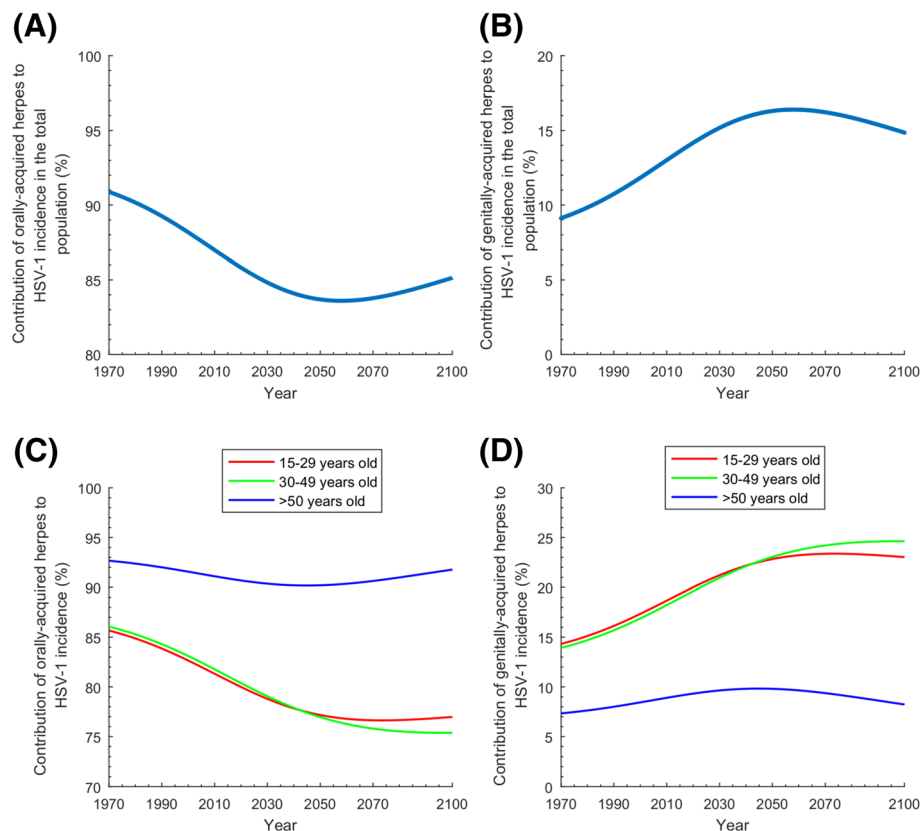 (A)
Contribution of orally-acquired herpes to
HSV-1 incidence in the total
population (%)
100
95
90
85
80
1970
1990
2010
2030
2050
2070
2100
Year
(B)
Contribution of genitally-acquired herpes to
HSV-1 incidence in the total
population (%)
20
15
10
5
0
1970
1990
2010
2030
2050
2070
2100
Year
(C)
15-29 years old
30-49 years old
>50 years old
Contribution of orally-acquired herpes to
HSV-1 incidence (%)
100
95
90
85
80
75
70
1970
1990
2010
2030
2050
2070
2100
Year
(D)
15-29 years old
30-49 years old
>50 years old
Contribution of genitally-acquired herpes to
HSV-1 incidence (%)
30
25
20
15
10
5
0
1970
1990
2010
2030
2050
2070
2100
Year